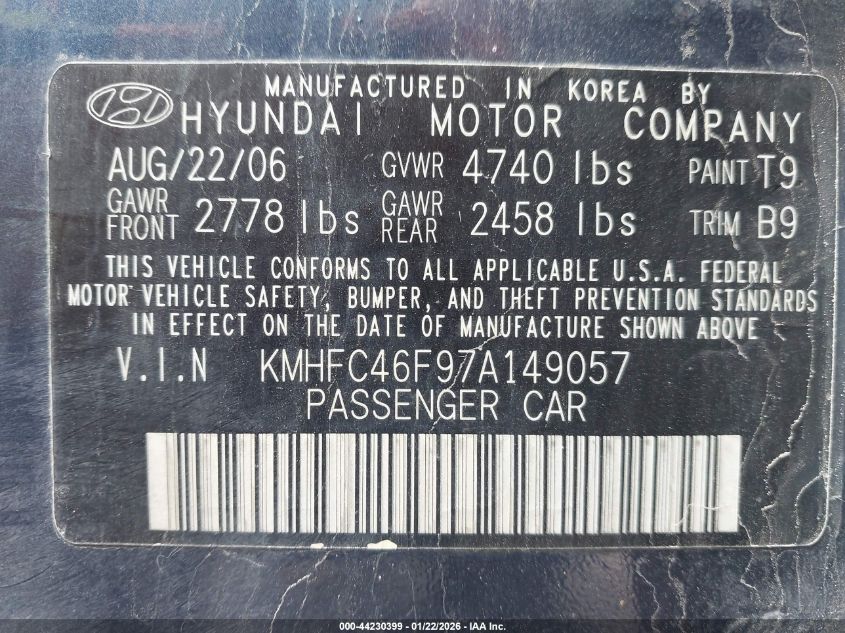 MANUFACTURED IN KOREA BY
HYUNDAI MOTOR COMPANY
AUG/22/06 GVWR 4740 lbs PAINT T9
GAWR FRONT 2778 lbs GAWR REAR 2458 lbs TRIM B9
THIS VEHICLE CONFORMS TO ALL APPLICABLE U.S.A. FEDERAL
MOTOR VEHICLE SAFETY, BUMPER, AND THEFT PREVENTION STANDARDS
IN EFFECT ON THE DATE OF MANUFACTURE SHOWN ABOVE
V.I.N KMHFC46F97A149057
PASSENGER CAR
000-44230399 - 01/22/2026 - IAA Inc.